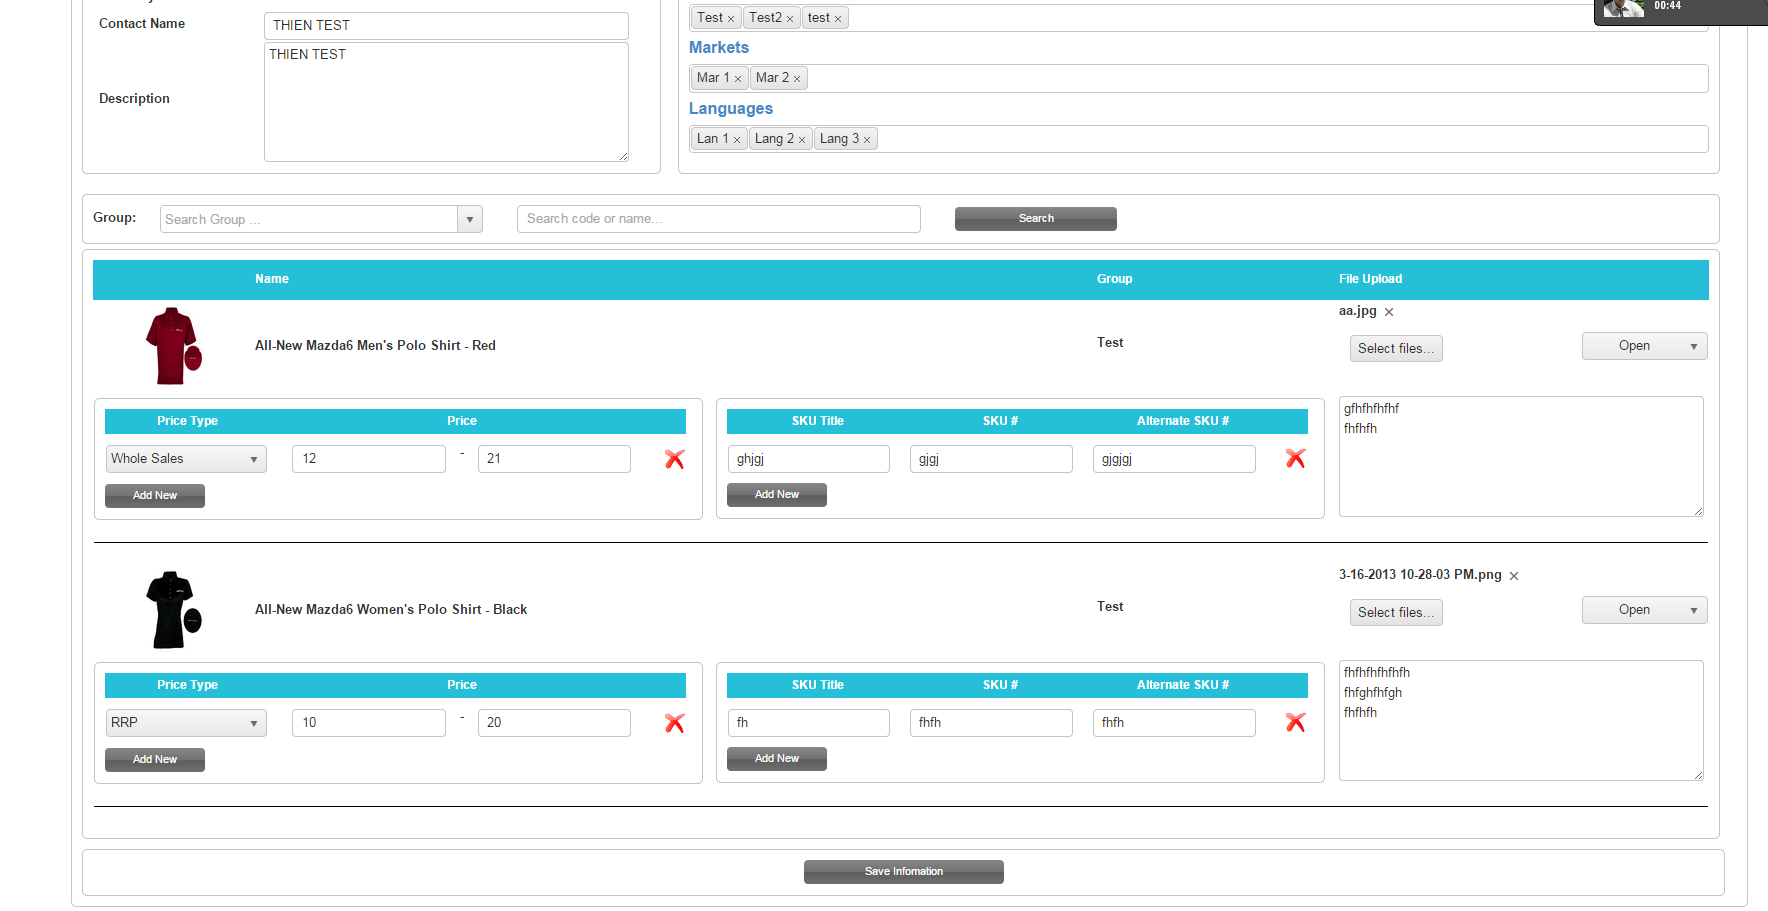 Contact Name
THIEN TEST
THIEN TEST
Description
Test × Test2 × test ×
Markets
Mar 1 × Mar 2 ×
Languages
Lan 1 × Lang 2 × Lang 3 ×
00:44
Group:
Search Group ...
Search code or name...
Search
Name Group File Upload
aa.jpg ×
All-New Mazda6 Men's Polo Shirt - Red
Test
Select files...
Open
Price Type Price
Whole Sales 12 - 21
Add New
SKU Title SKU # Alternate SKU #
ghjgj gjgj gjgjgj
Add New
gfhfhfhfhf
fhfhfh
3-16-2013 10-28-03 PM.png ×
All-New Mazda6 Women's Polo Shirt - Black
Test
Select files...
Open
Price Type Price
RRP 10 - 20
Add New
SKU Title SKU # Alternate SKU #
fh fhfh fhfh
Add New
fhfhfhfhfhfh
fhfghfhfgh
fhfhfh
Save Infomation